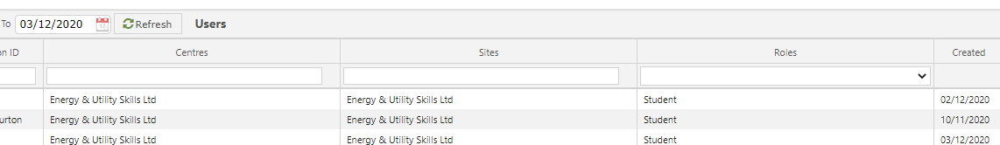 To 03/12/2020 Refresh Users
on ID Centres Sites Roles Created
Energy & Utility Skills Ltd Energy & Utility Skills Ltd Student 02/12/2020
urton Energy & Utility Skills Ltd Energy & Utility Skills Ltd Student 10/11/2020
Energy & Utility Skills Ltd Energy & Utility Skills Ltd Student 03/12/2020